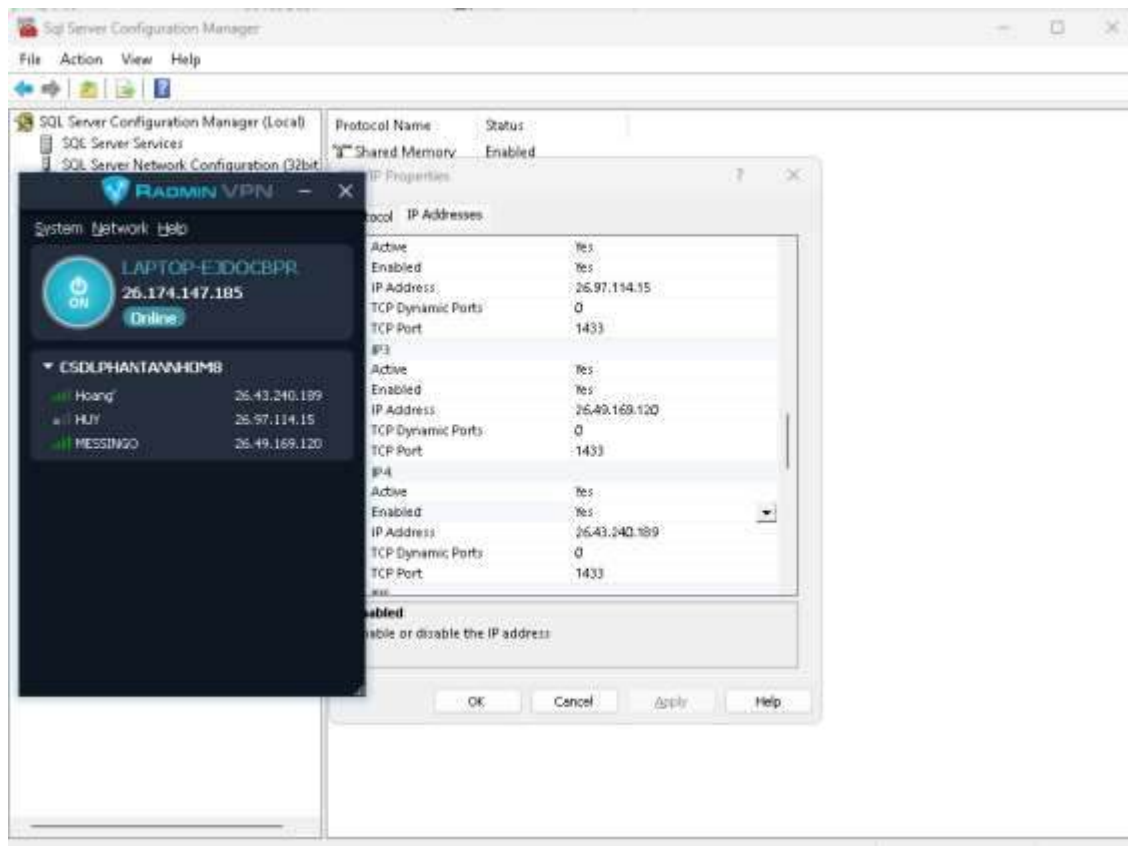 Sql Server Configuration Manager
File Action View Help
SQL Server Configuration Manager (Local)
SQL Server Services
SQL Server Network Configuration (32bit
Protocol Name Status
Shared Memory Enabled
IP Properties
IP Addresses
Active Yes
Enabled Yes
IP Address 26.97.114.15
TCP Dynamic Ports 0
TCP Port 1433
IP3
Active Yes
Enabled Yes
IP Address 26.49.169.120
TCP Dynamic Ports 0
TCP Port 1433
IP4
Active Yes
Enabled Yes
IP Address 26.43.240.189
TCP Dynamic Ports 0
TCP Port 1433
abled
able or disable the IP address
OK Cancel Apply Help
RADMIN VPN
System Network Help
LAPTOP-EJDOCBPR
26.174.147.185
ON
Online
CSDLPHANTANNHOM8
Hoang 26.43.240.189
HUY 26.97.114.15
MESSINGO 26.49.169.120